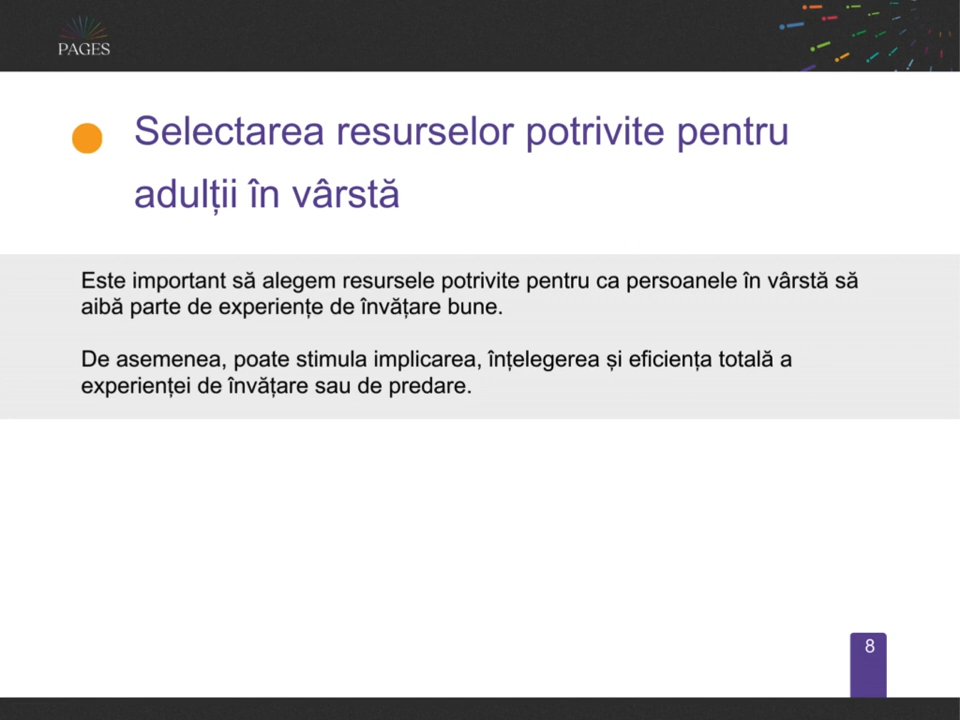 PAGES
Selectarea resurselor potrivite pentru
adulții în vârstă
Este important să alegem resursele potrivite pentru ca persoanele în vârstă să
aibă parte de experiențe de învățare bune.
De asemenea, poate stimula implicarea, înțelegerea și eficiența totală a
experienței de învățare sau de predare.
8